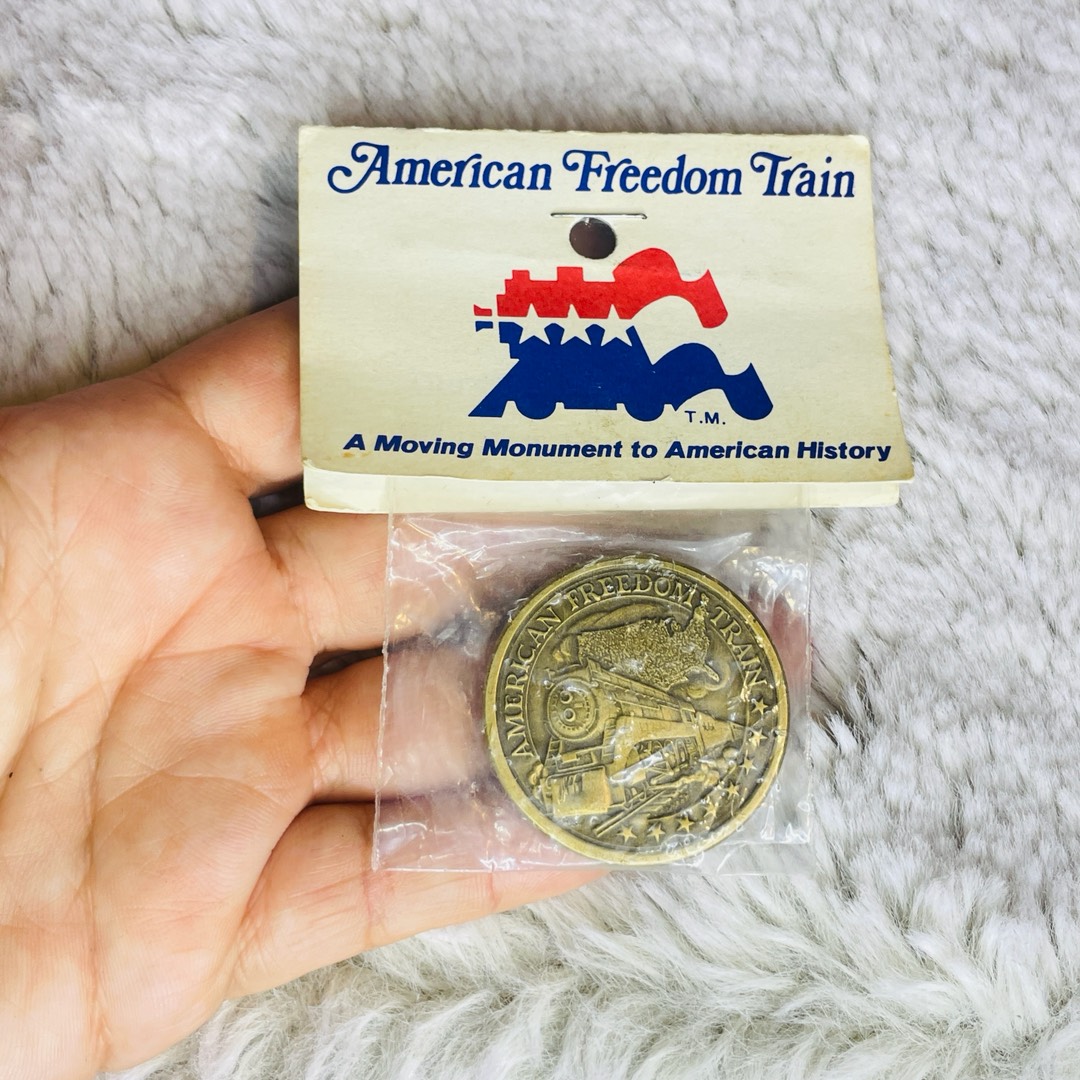 American Freedom Train
T.M.
A Moving Monument to American History
AMERICAN FREEDOM TRAIN